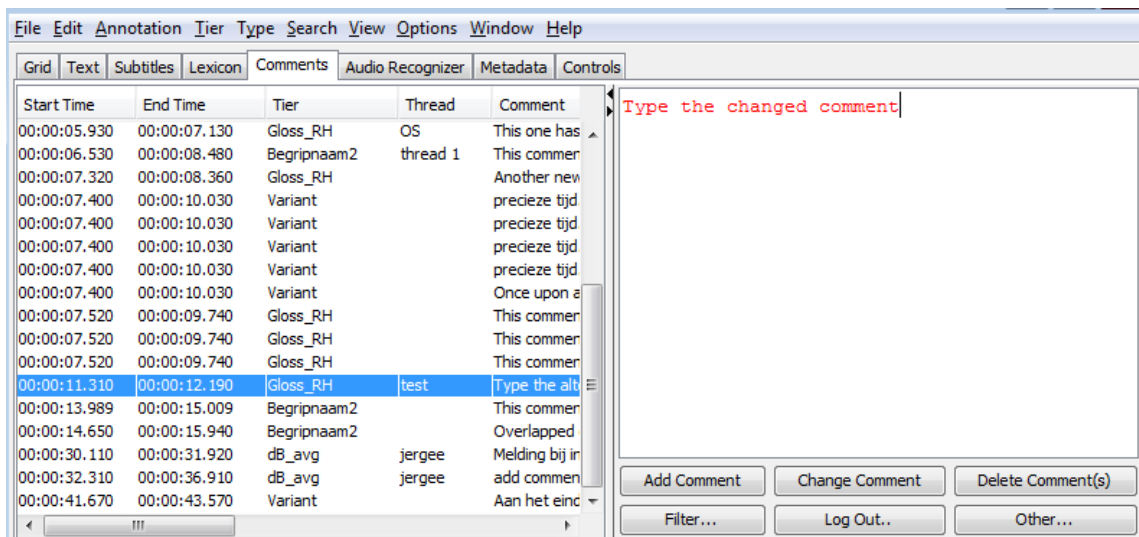 File Edit Annotation Tier Type Search View Options Window Help
Grid Text Subtitles Lexicon Comments Audio Recognizer Metadata Controls
Start Time End Time Tier Thread Comment
00:00:05.930 00:00:07.130 Gloss_RH OS This one has
00:00:06.530 00:00:08.480 Begripnaam2 thread 1 This commen
00:00:07.320 00:00:08.360 Gloss_RH Another new
00:00:07.400 00:00:10.030 Variant precieze tijd
00:00:07.400 00:00:10.030 Variant precieze tijd
00:00:07.400 00:00:10.030 Variant precieze tijd
00:00:07.400 00:00:10.030 Variant precieze tijd
00:00:07.400 00:00:10.030 Variant Once upon a
00:00:07.520 00:00:09.740 Gloss_RH This commen
00:00:07.520 00:00:09.740 Gloss_RH This commen
00:00:07.520 00:00:09.740 Gloss_RH This commen
00:00:11.310 00:00:12.190 Gloss_RH test Type the alt
00:00:13.989 00:00:15.009 Begripnaam2 This commen
00:00:14.650 00:00:15.940 Begripnaam2 Overlapped
00:00:30.110 00:00:31.920 dB_avg jergee Melding bij in
00:00:32.310 00:00:36.910 dB_avg jergee add commen
00:00:41.670 00:00:43.570 Variant Aan het eind
Type the changed comment
Add Comment Change Comment Delete Comment(s)
Filter... Log Out.. Other...